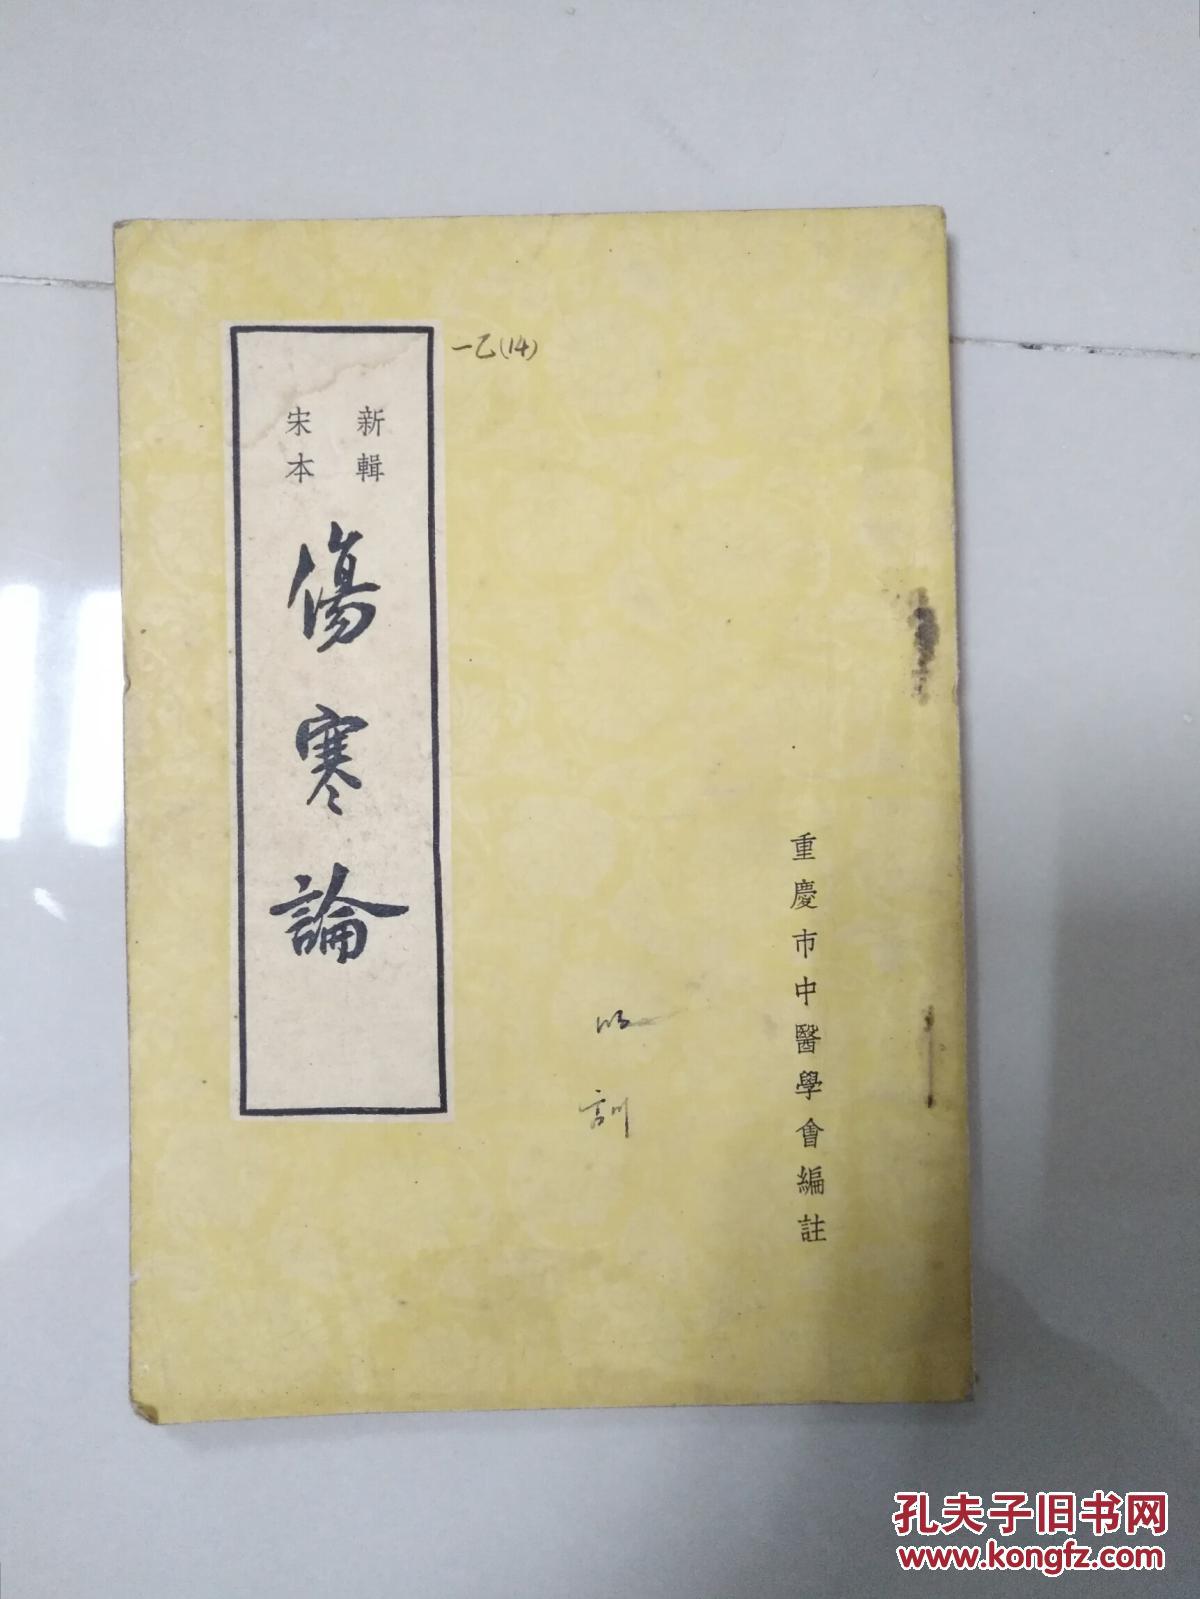 新輯
宋本
傷寒論
一乙(14)
重慶市中醫學會編註
訓
孔夫子旧书网
www.kongfz.com